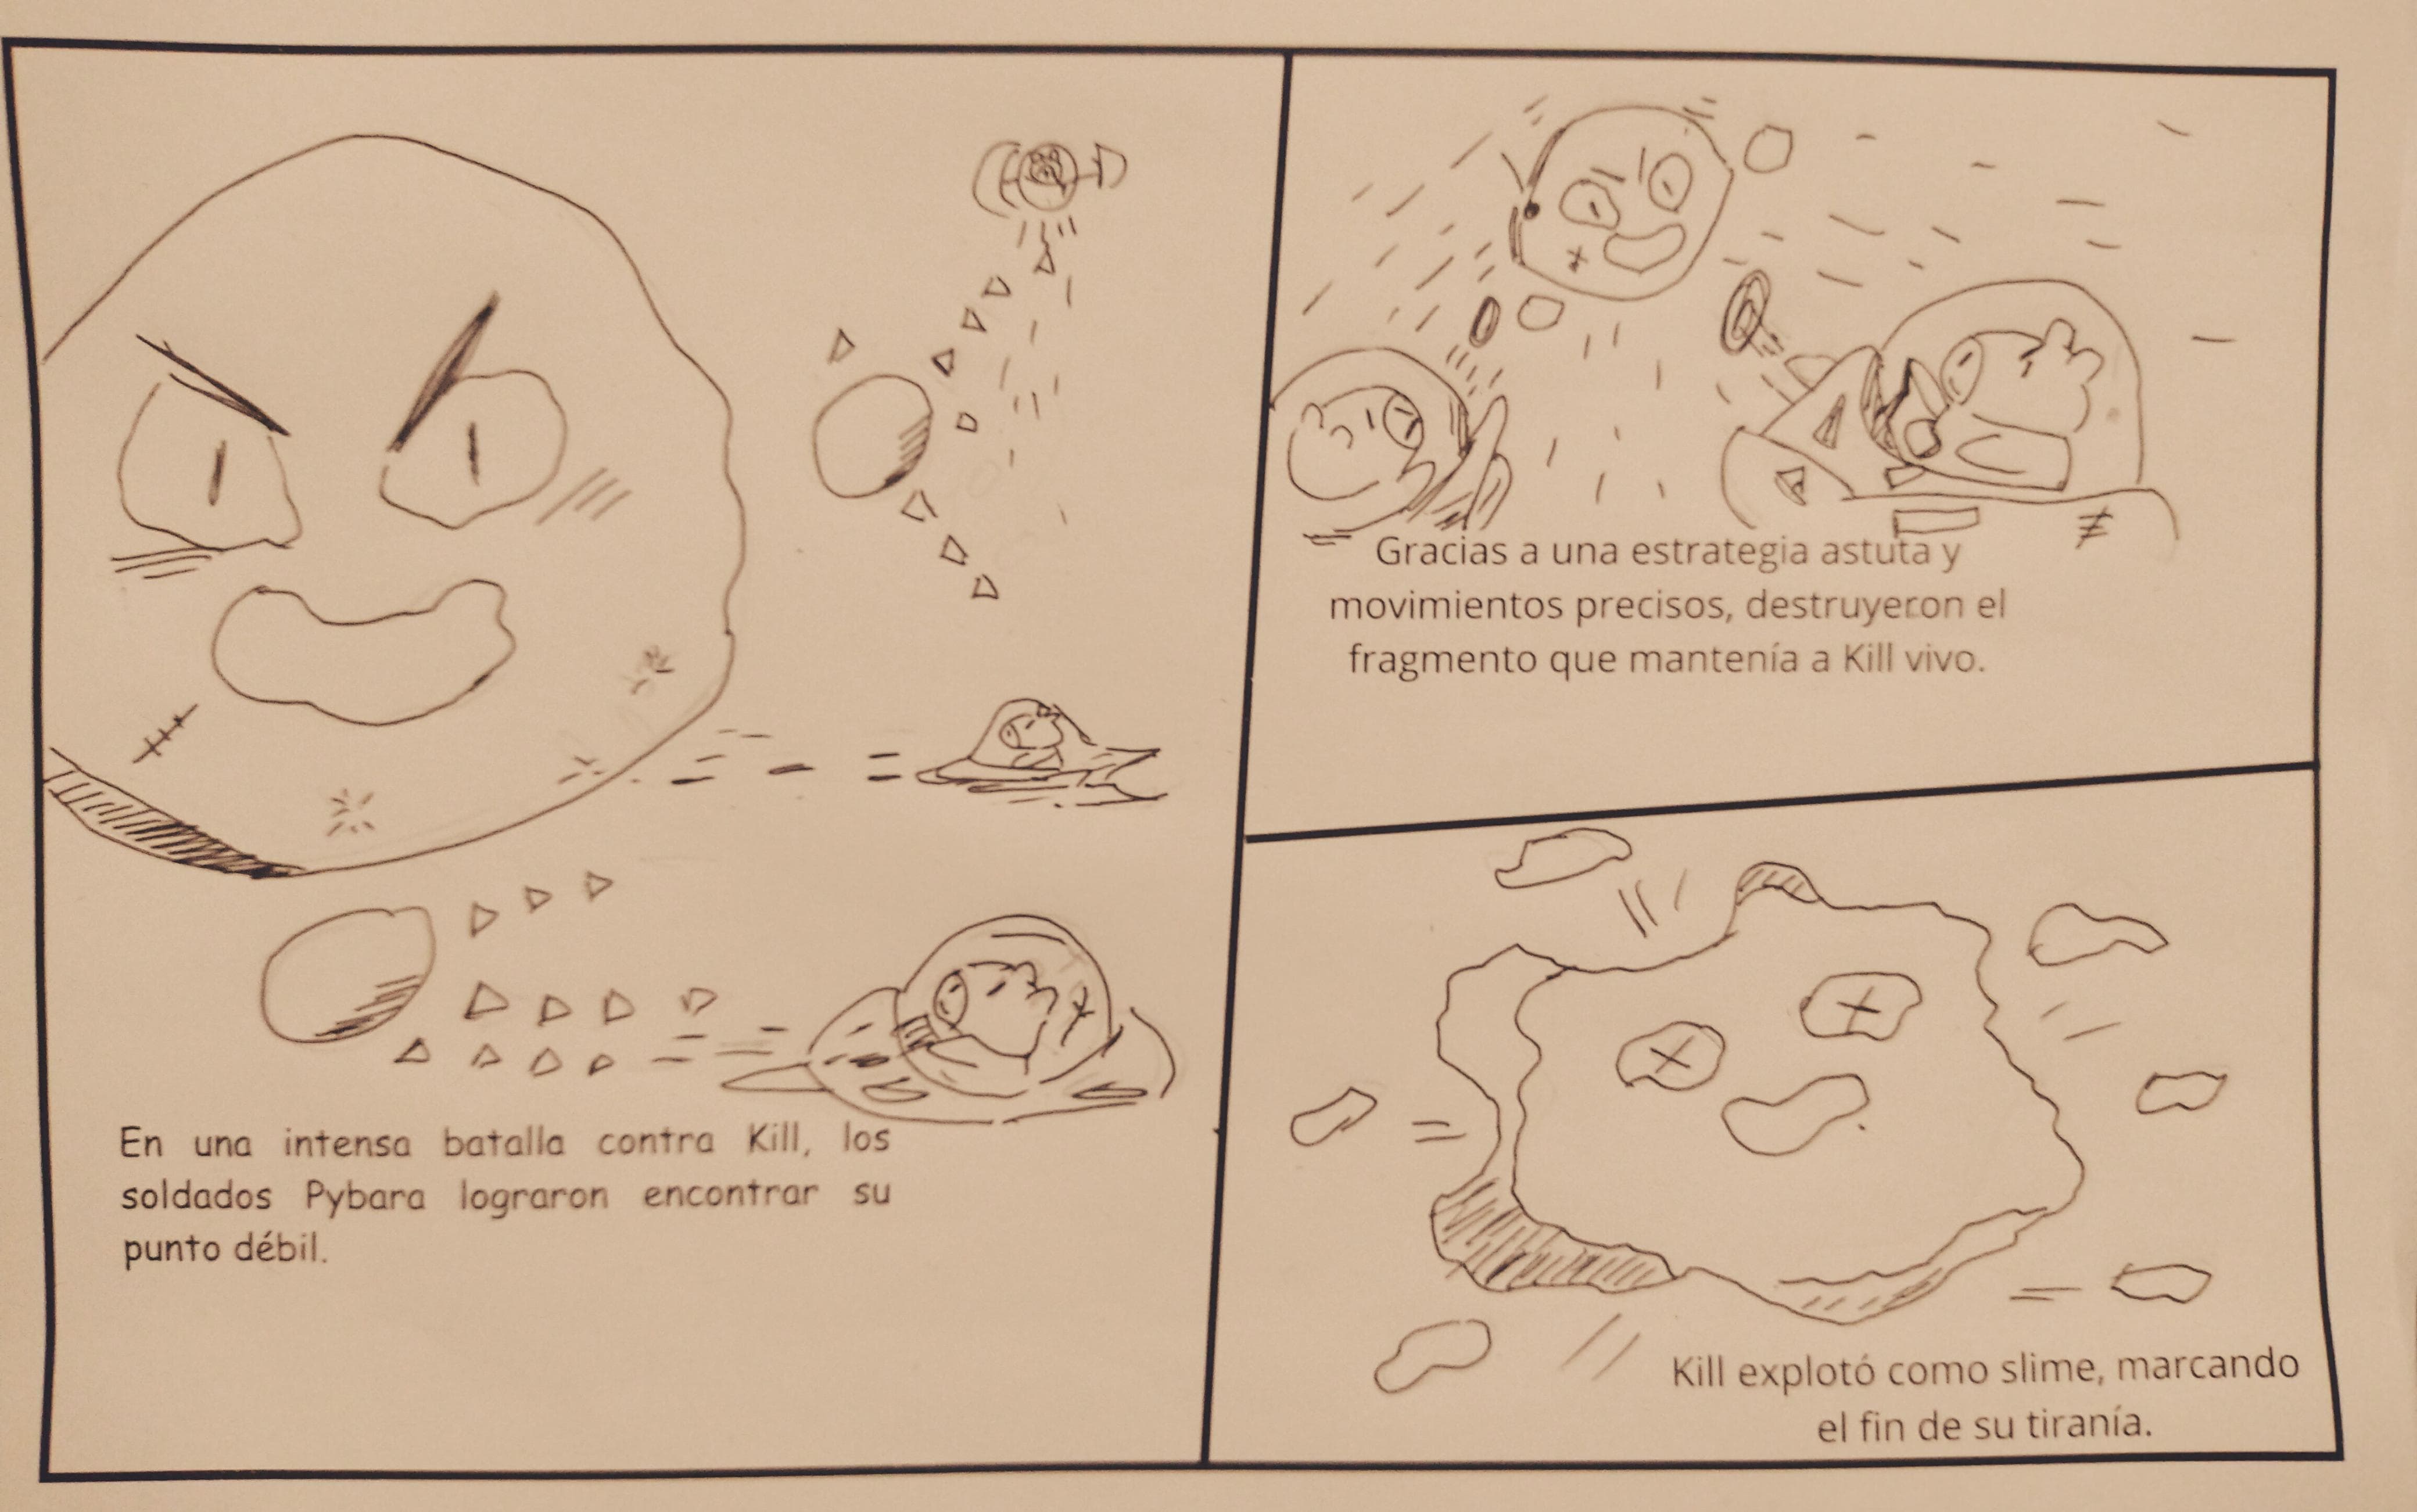 En una intensa batalla contra Kill, los
soldados Pybara lograron encontrar su
punto débil.
Gracias a una estrategia astuta y
movimientos precisos, destruyeron el
fragmento que mantenía a Kill vivo.
Kill explotó como slime, marcando
el fin de su tiranía.